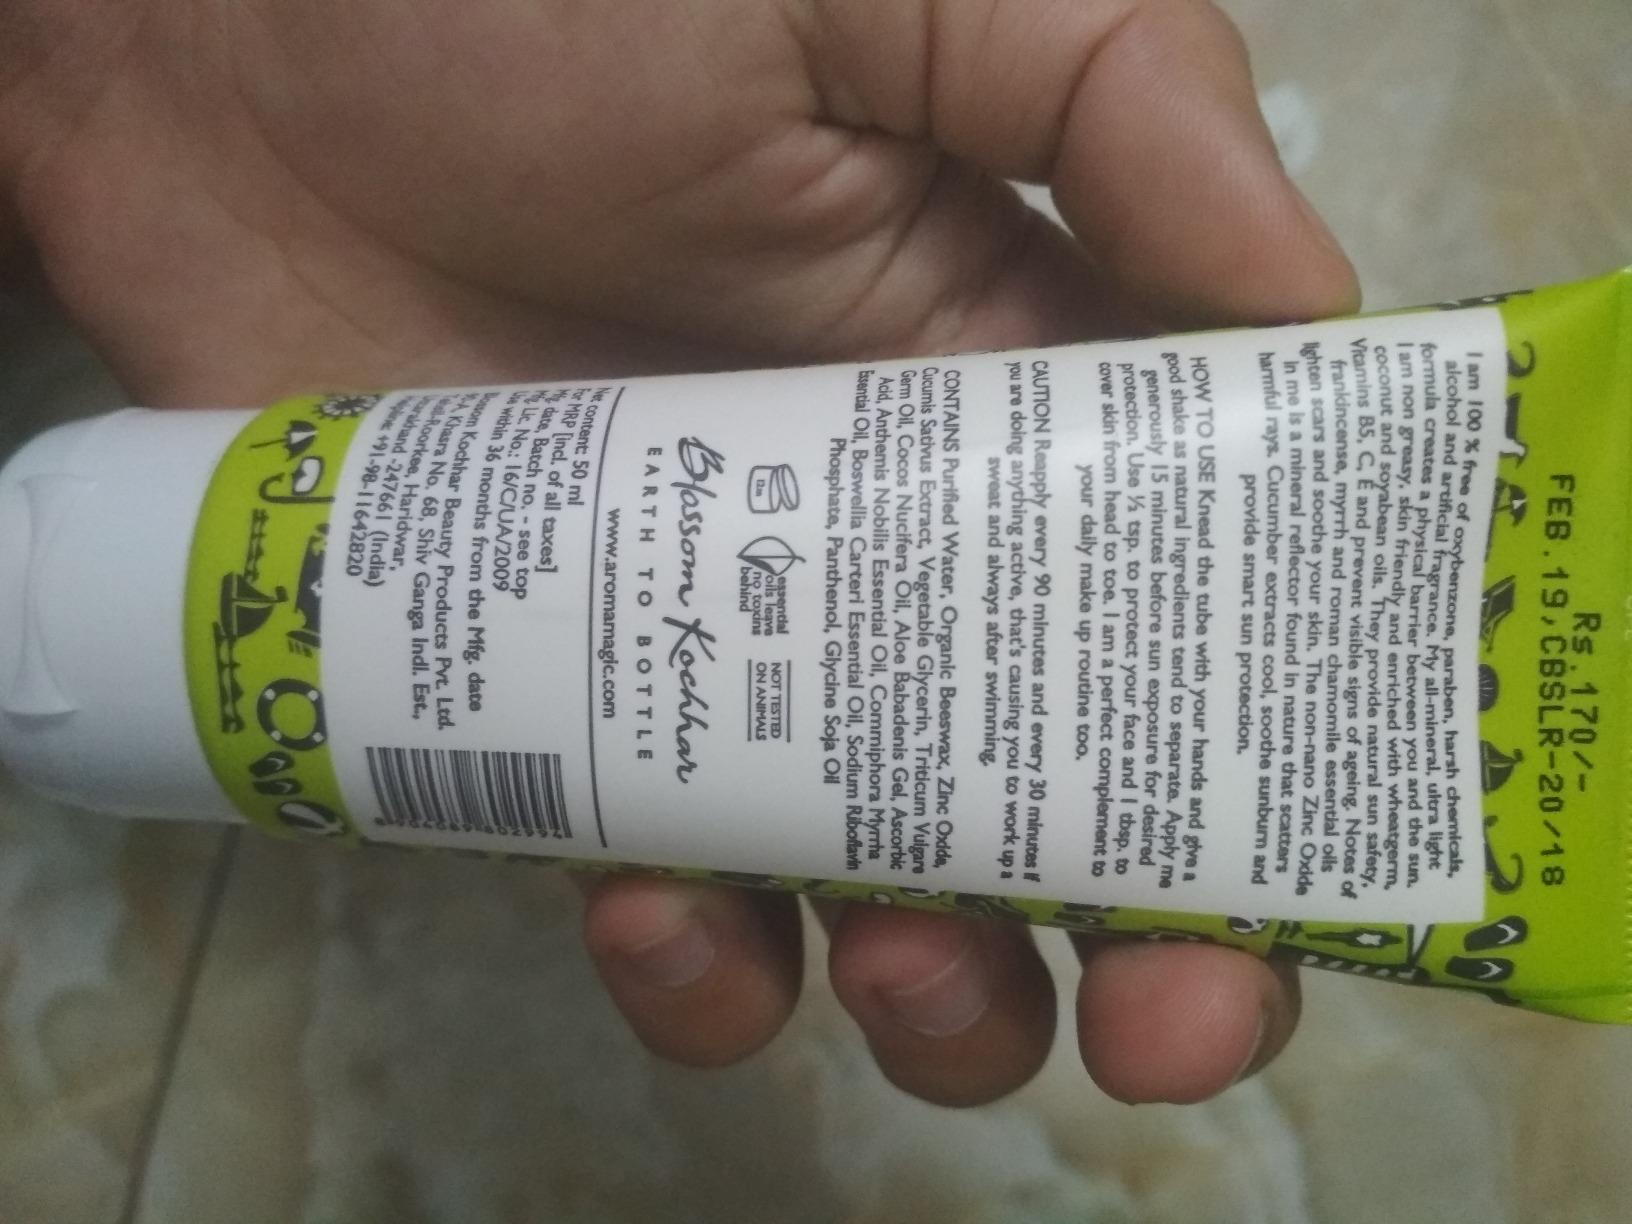 Rs.170/-
FEB.19,CBSLR-20/18
I am 100 % free of oxybenzone, paraben, harsh chemicals,
alcohol and artificial fragrance. My all-mineral, ultra light
formula creates a physical barrier between you and the sun.
I am non greasy, skin friendly and enriched with wheatgerm,
coconut and soyabean oils. They provide natural sun safety,
Vitamins B5, C, E and prevent visible signs of ageing. Notes of
frankincense, myrrh and roman chamomile essential oils
lighten scars and soothe your skin. The non-nano Zinc Oxide
in me is a mineral reflector found in nature that scatters
harmful rays. Cucumber extracts cool, soothe sunburn and
provide smart sun protection.
HOW TO USE Knead the tube with your hands and give a
good shake as natural ingredients tend to separate. Apply me
generously 15 minutes before sun exposure for desired
protection. Use ½ tsp. to protect your face and 1 tbsp. to
cover skin from head to toe. I am a perfect complement to
your daily make up routine too.
CAUTION Reapply every 90 minutes and every 30 minutes if
you are doing anything active, that's causing you to work up a
sweat and always after swimming.
CONTAINS Purified Water, Organic Beeswax, Zinc Oxide,
Cucumis Sativus Extract, Vegetable Glycerin, Triticum Vulgare
Germ Oil, Cocos Nucifera Oil, Aloe Babadenis Gel, Ascorbic
Acid, Anthemis Nobilis Essential Oil, Commiphora Myrrha
Essential Oil, Boswellia Carteri Essential Oil, Sodium Riboflavin
Phosphate, Panthenol, Glycine Soja Oil
12m
essential
oils leave
no toxins
behind
NOT TESTED
ON ANIMALS
Blossom Kochhar
EARTH TO BOTTLE
www.aromamagic.com
Net content: 50 ml
For MRP [incl. of all taxes]
Mfg. date, Batch no. - see top
Mfg. Lic. No.: 16/C/UA/2009
Use within 36 months from the Mfg. date
Blossom Kochhar Beauty Products Pvt. Ltd.
Khasra No. 68, Shiv Ganga Indl. Est.,
Roorkee, Haridwar,
-247661 (India)
+91-98-11642820